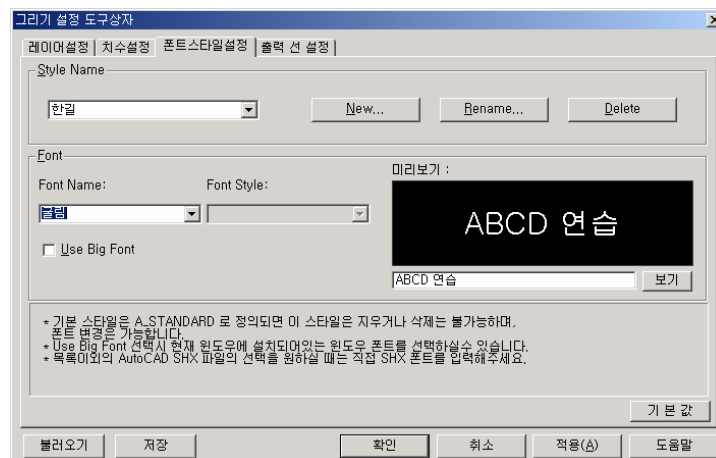 그리기 설정 도구상자
레이어설정 치수설정 폰트스타일설정 출력 선 설정
Style Name
한길 New... Rename... Delete
Font
미리보기 :
Font Name: Font Style:
굴림
ABCD 연습
Use Big Font
ABCD 연습 보기
* 기본 스타일은 A_STANDARD 로 정의되면 이 스타일은 지우거나 삭제는 불가능하며,
폰트 변경은 가능합니다.
* Use Big Font 선택시 현재 윈도우에 설치되어있는 윈도우 폰트를 선택하실수 있습니다.
* 목록이외의 AutoCAD SHX 파일의 선택을 원하실 때는 직접 SHX 폰트를 입력해주세요.
기 본 값
불러오기 저장 확인 취소 적용(A) 도움말